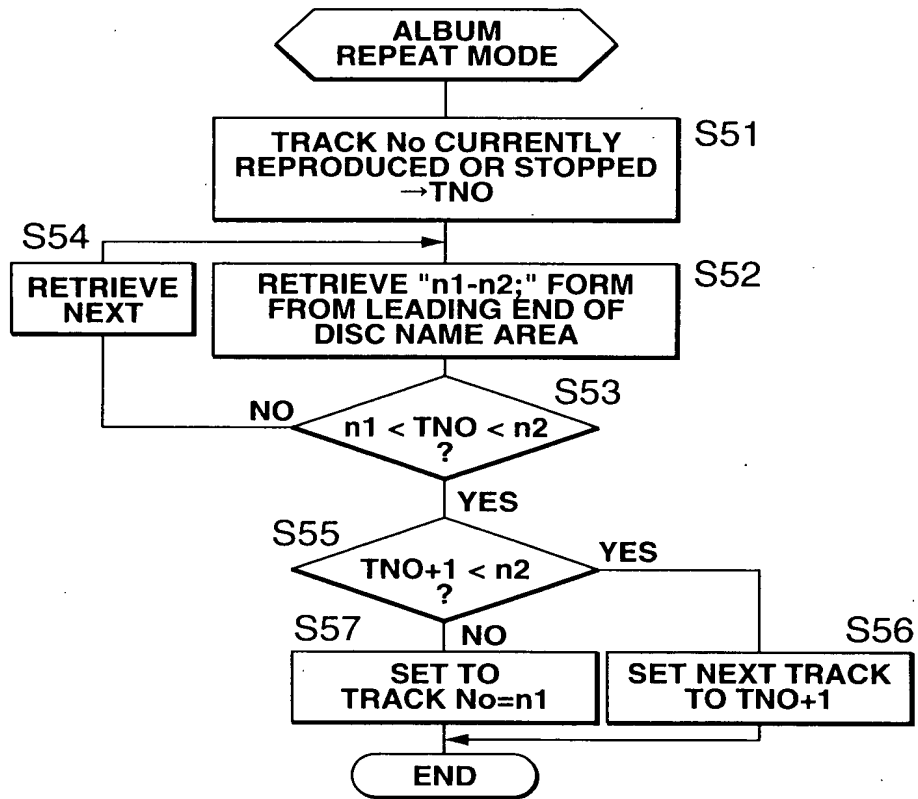 ALBUM
REPEAT MODE
TRACK No CURRENTLY
REPRODUCED OR STOPPED
→TNO
S51
S54
RETRIEVE
NEXT
RETRIEVE "n1-n2;" FORM
FROM LEADING END OF
DISC NAME AREA
S52
S53
NO
n1 < TNO < n2
?
YES
S55
TNO+1 < n2
?
YES
S57
NO
S56
SET TO
TRACK No=n1
SET NEXT TRACK
TO TNO+1
END